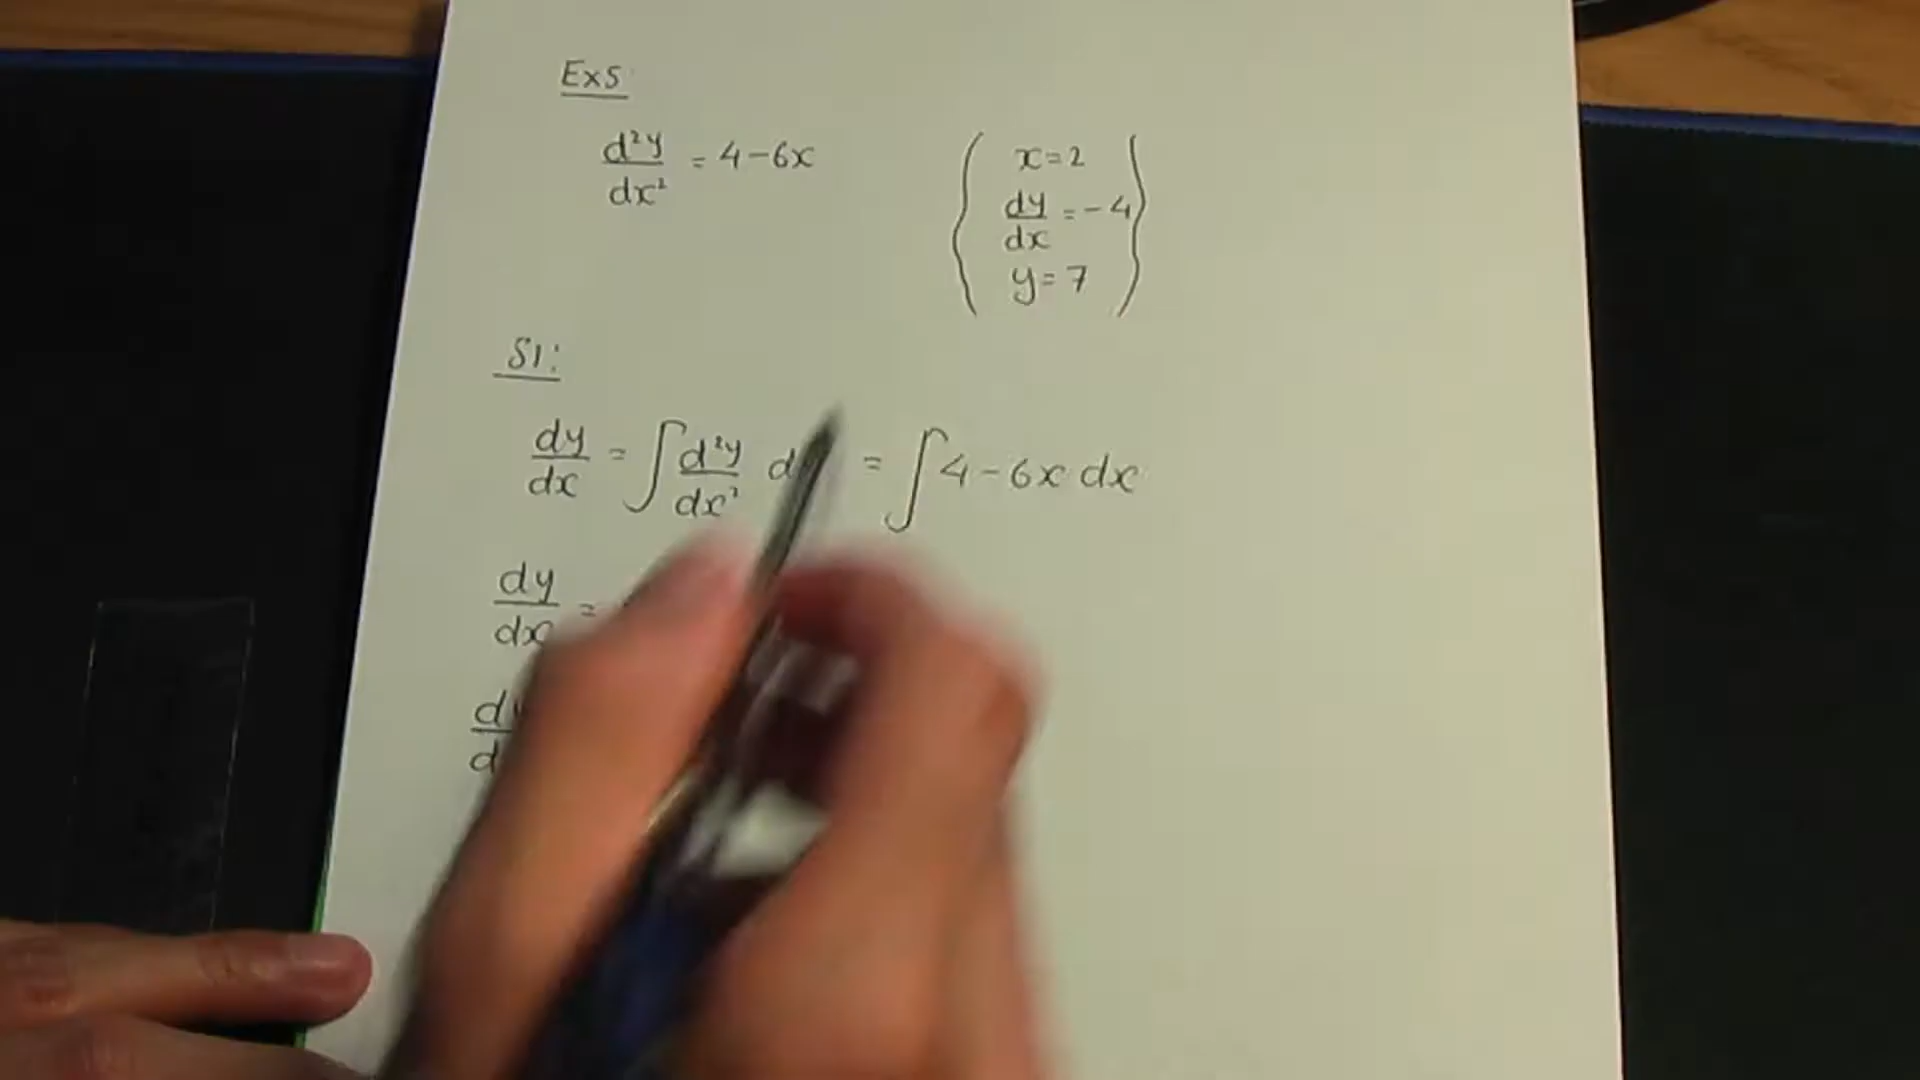 Ex5:
d²y/dx² = 4-6x
x=2
dy/dx = -4
y=7
S1:
dy/dx = ∫ d²y/dx² = ∫4-6x dx
dy/dx =